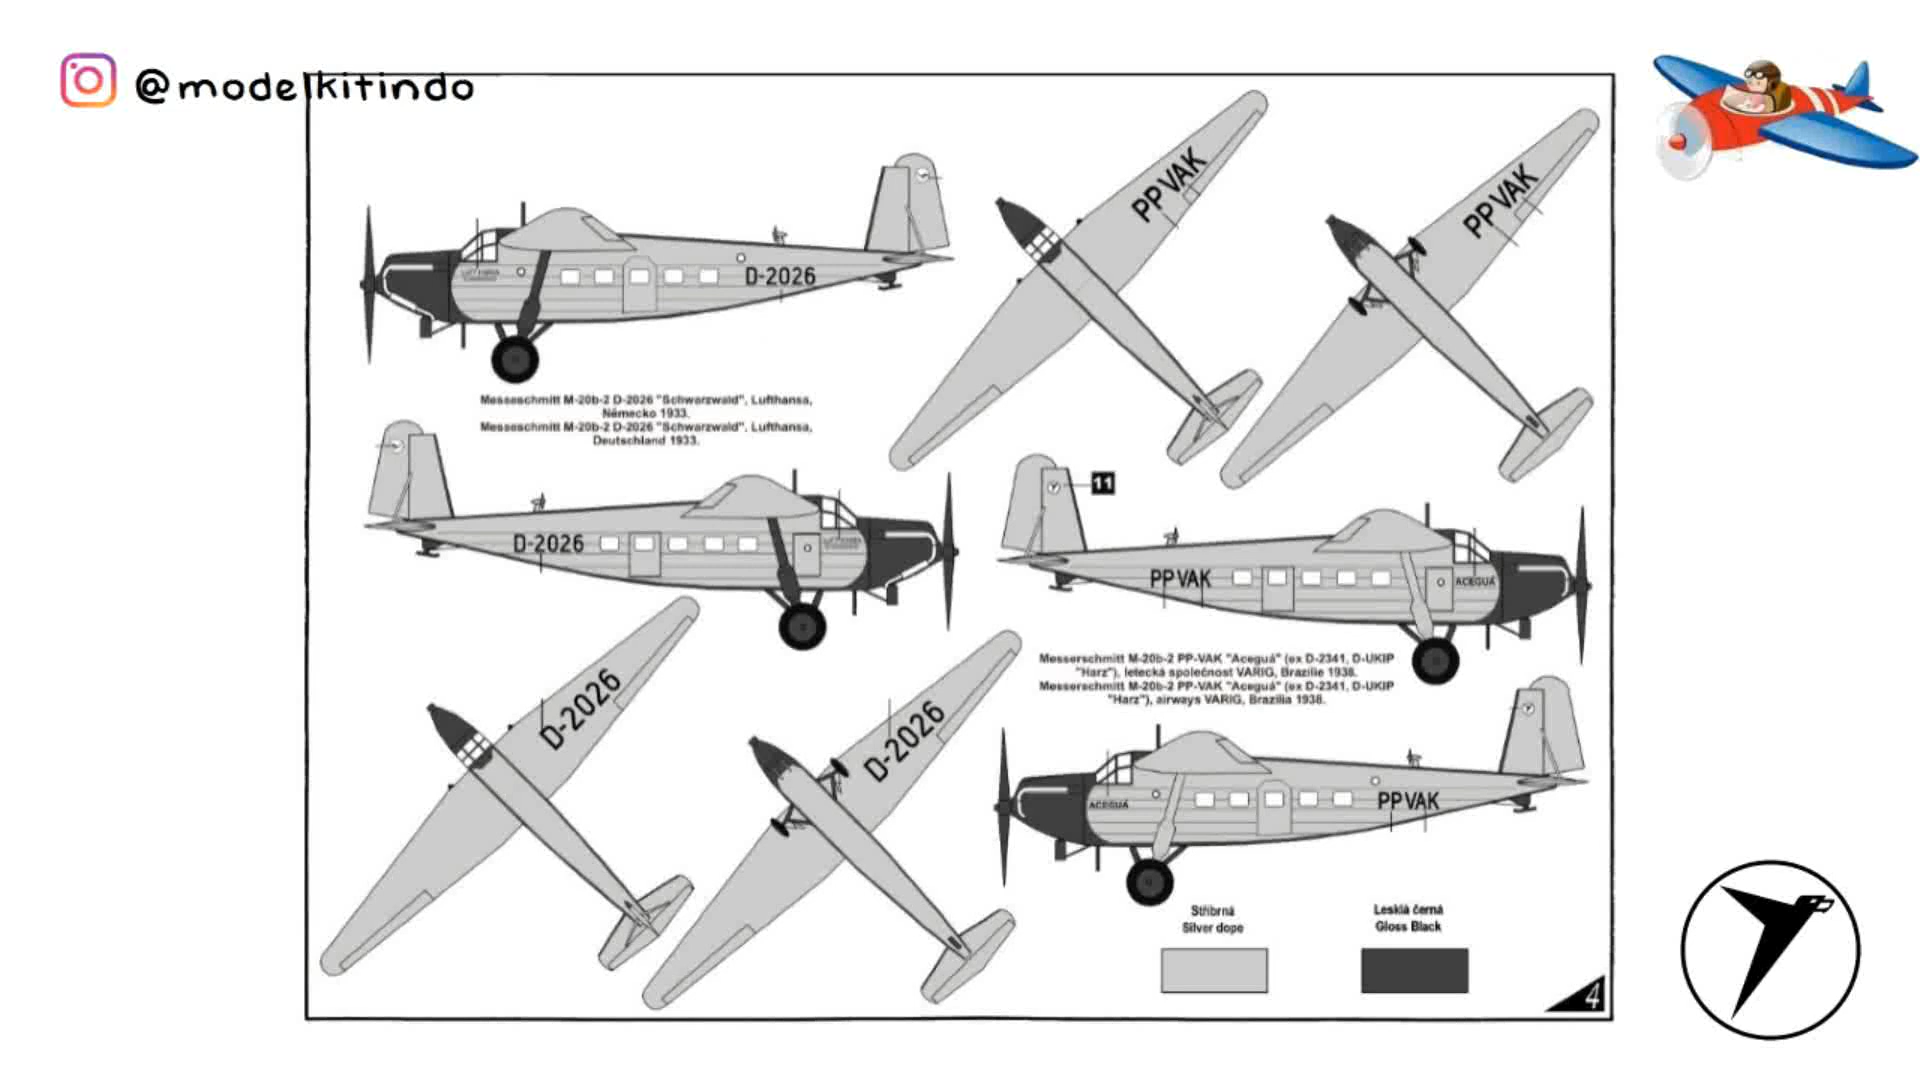 @modelkitindo
PP VAK
PP VAK
D-2026
Messeschmitt M-20b-2 D-2026 "Schwarzwald", Lufthansa,
Německo 1933.
Messeschmitt M-20b-2 D-2026 "Schwarzwald", Lufthansa,
Deutschland 1933.
11
D-2026
PP VAK
ACEGUÁ
D-2026
D-2026
Messerschmitt M-20b-2 PP-VAK "Aceguá" (ex D-2341, D-UKIP
"Harz"), letecká společnost VARIG, Brazílie 1938.
Messerschmitt M-20b-2 PP-VAK "Aceguá" (ex D-2341, D-UKIP
"Harz"), airways VARIG, Brazilia 1938.
ACEGUÁ
PP VAK
Stříbrná
Silver dope
Lesklá černá
Gloss Black
4